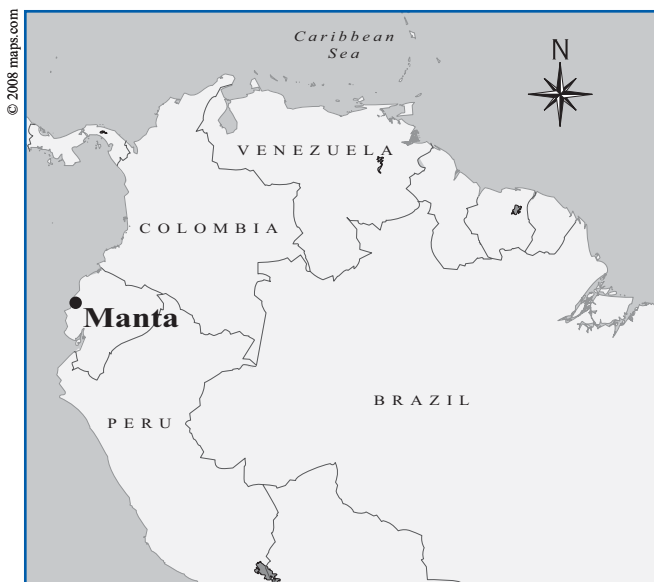 © 2008 maps.com
Caribbean
Sea
N
VENEZUELA
COLOMBIA
Manta
BRAZIL
PERU